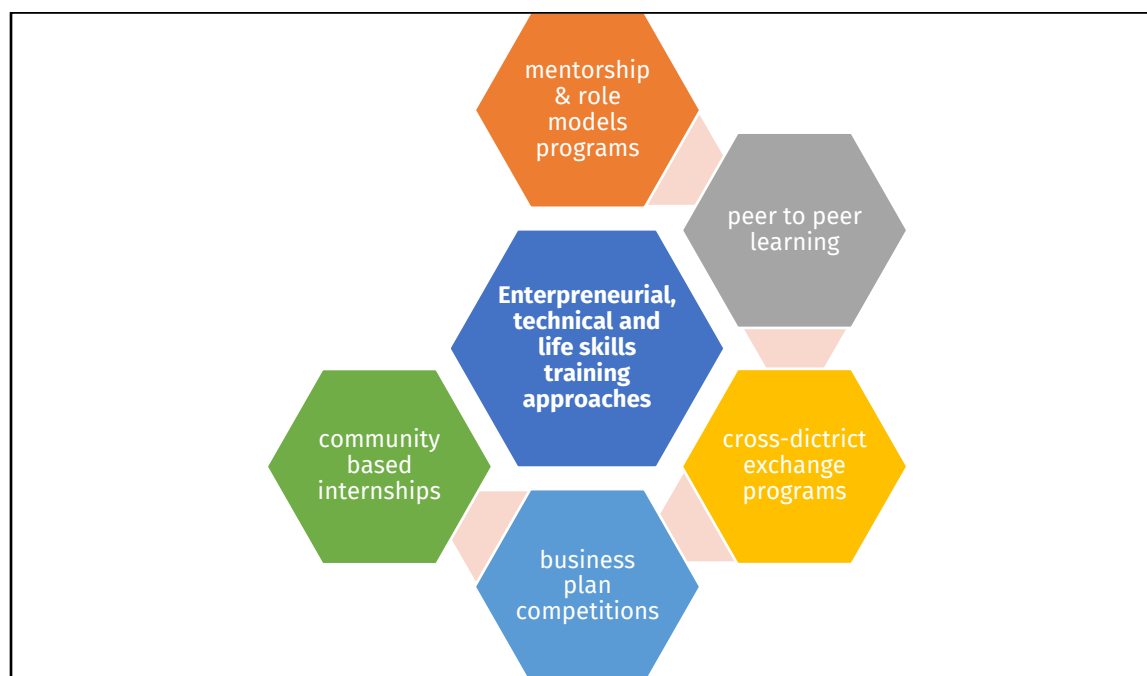 mentorship
& role
models
programs
peer to peer
learning
Enterpreneurial,
technical and
life skills
training
approaches
community
based
internships
cross-dictrict
exchange
programs
business
plan
competitions